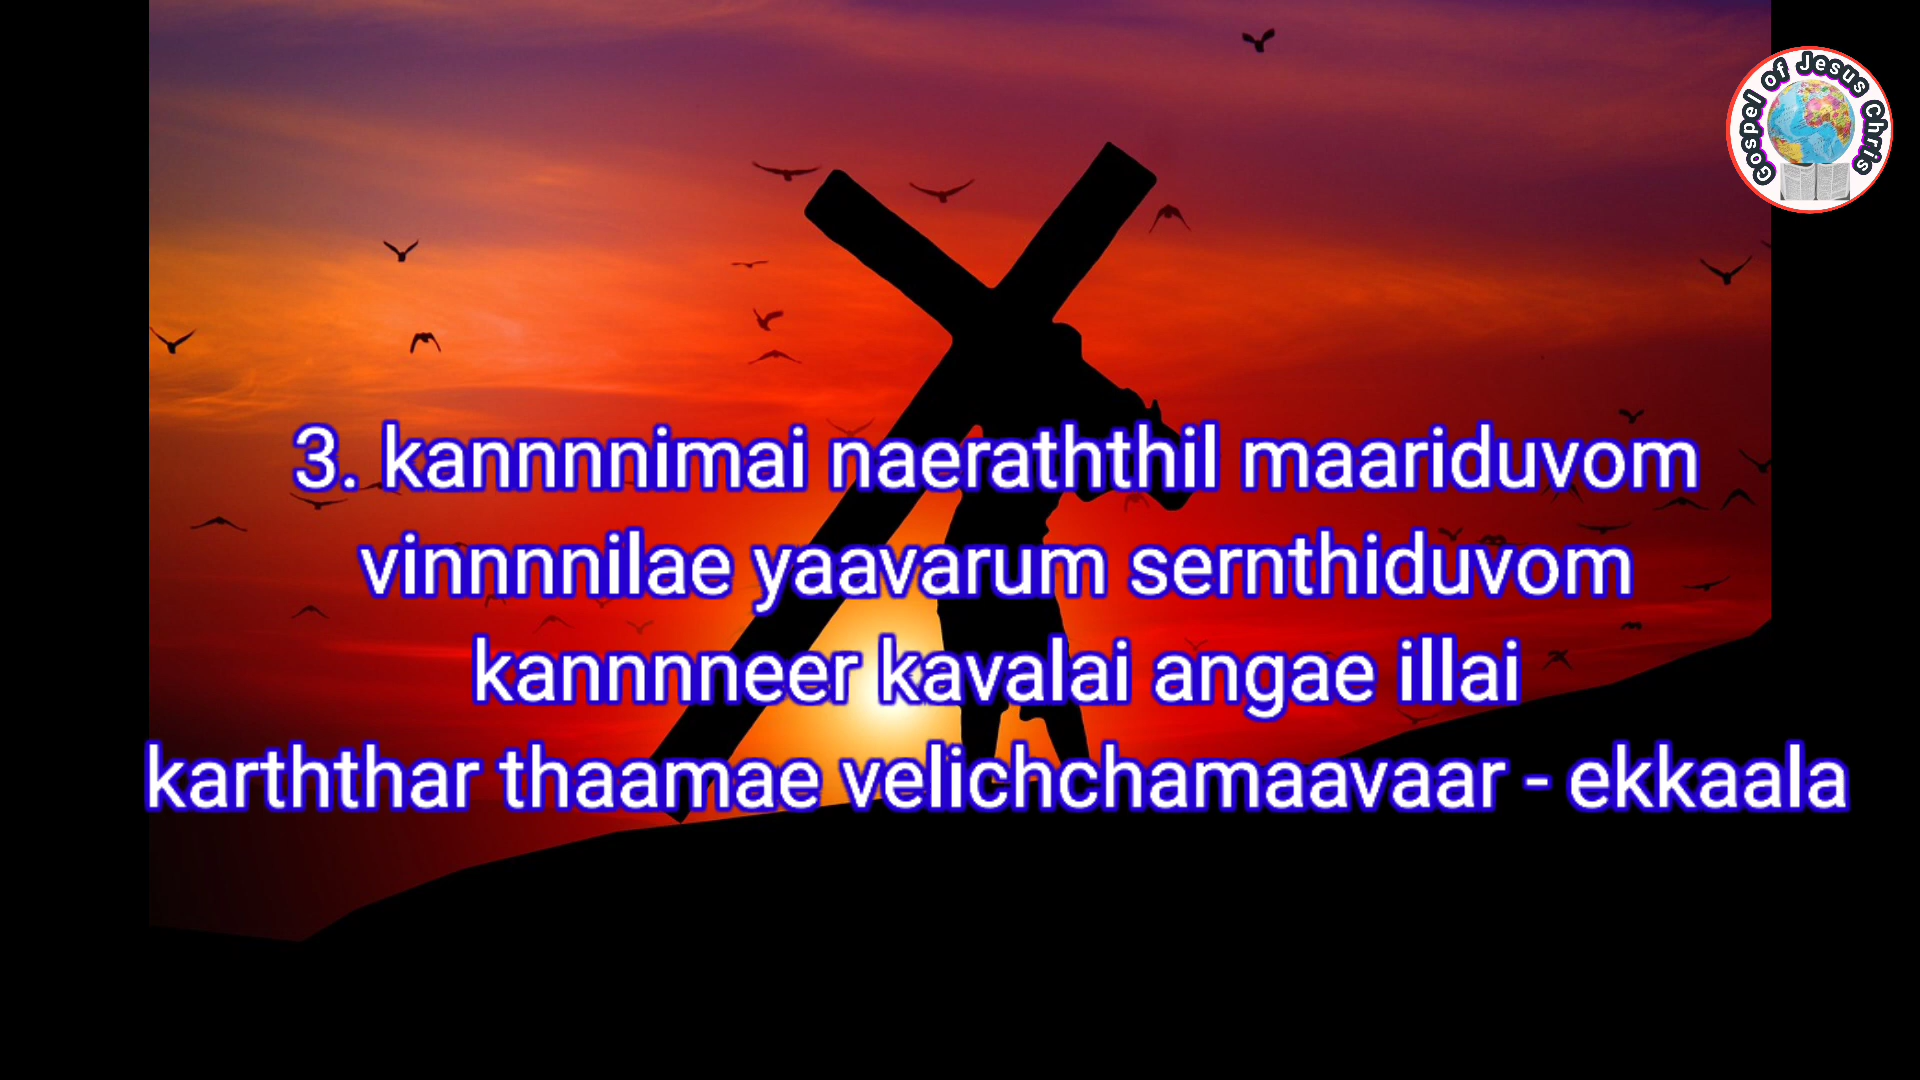 Gospel of Jesus Chris
3. kannnnimai naeraththil maariduvom
vinnnnilae yaavarum sernthiduvom
kannnneer kavalai angae illai
karththar thaamae velichchamaavaar - ekkaala